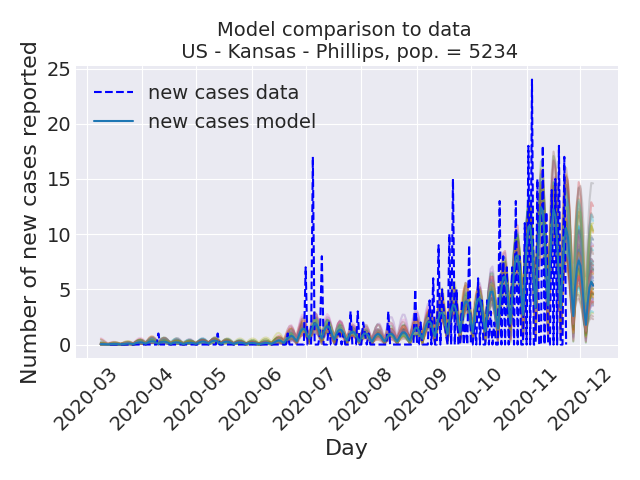 Model comparison to data
US - Kansas - Phillips, pop. = 5234
Number of new cases reported
25
20
15
10
5
0
new cases data
new cases model
2020-03
2020-04
2020-05
2020-06
2020-07
2020-08
2020-09
2020-10
2020-11
2020-12
Day